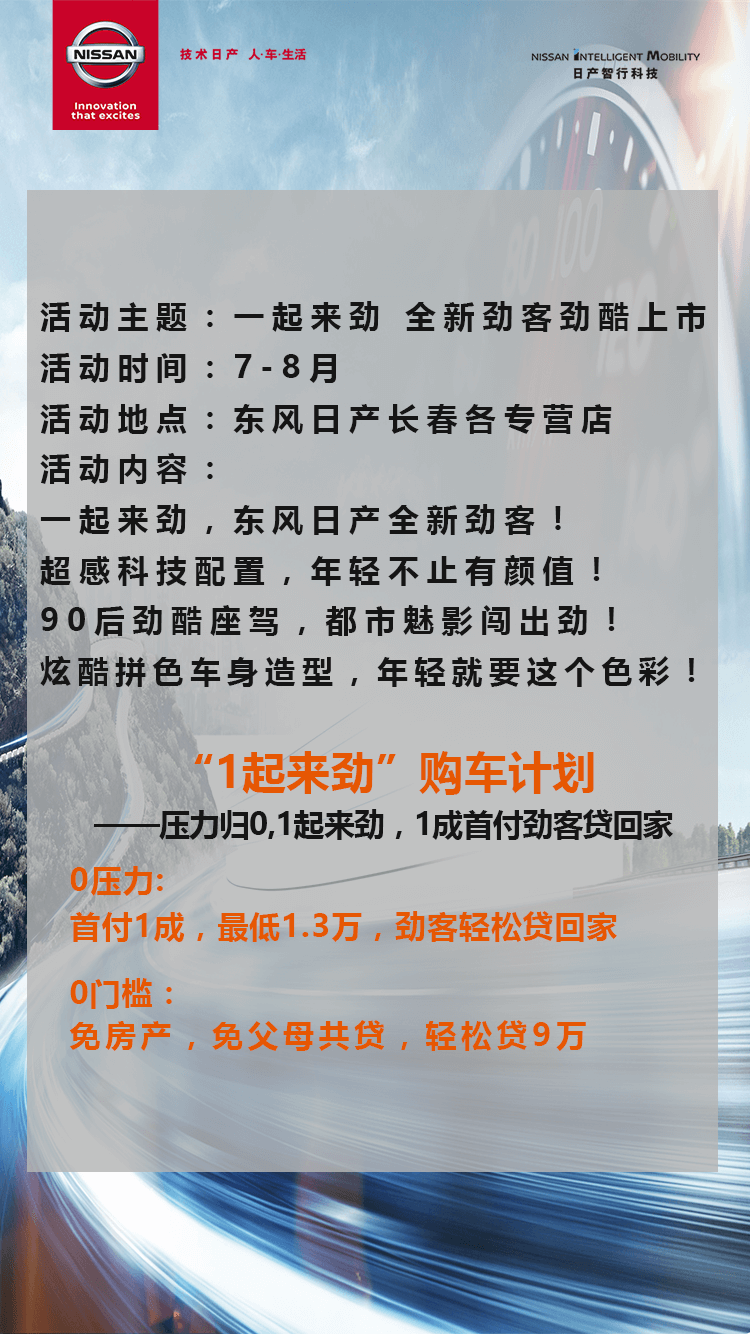 NISSAN
Innovation
that excites
技术日产 人·车·生活
NISSAN INTELLIGENT MOBILITY
日产智行科技
80
100
120
140
活动主题：一起来劲 全新劲客劲酷上市
活动时间：7-8月
活动地点：东风日产长春各专营店
活动内容：
一起来劲，东风日产全新劲客！
超感科技配置，年轻不止有颜值！
90后劲酷座驾，都市魅影闯出劲！
炫酷拼色车身造型，年轻就要这个色彩！
“1起来劲”购车计划
——压力归0,1起来劲，1成首付劲客贷回家
0压力:
首付1成，最低1.3万，劲客轻松贷回家
0门槛：
免房产，免父母共贷，轻松贷9万